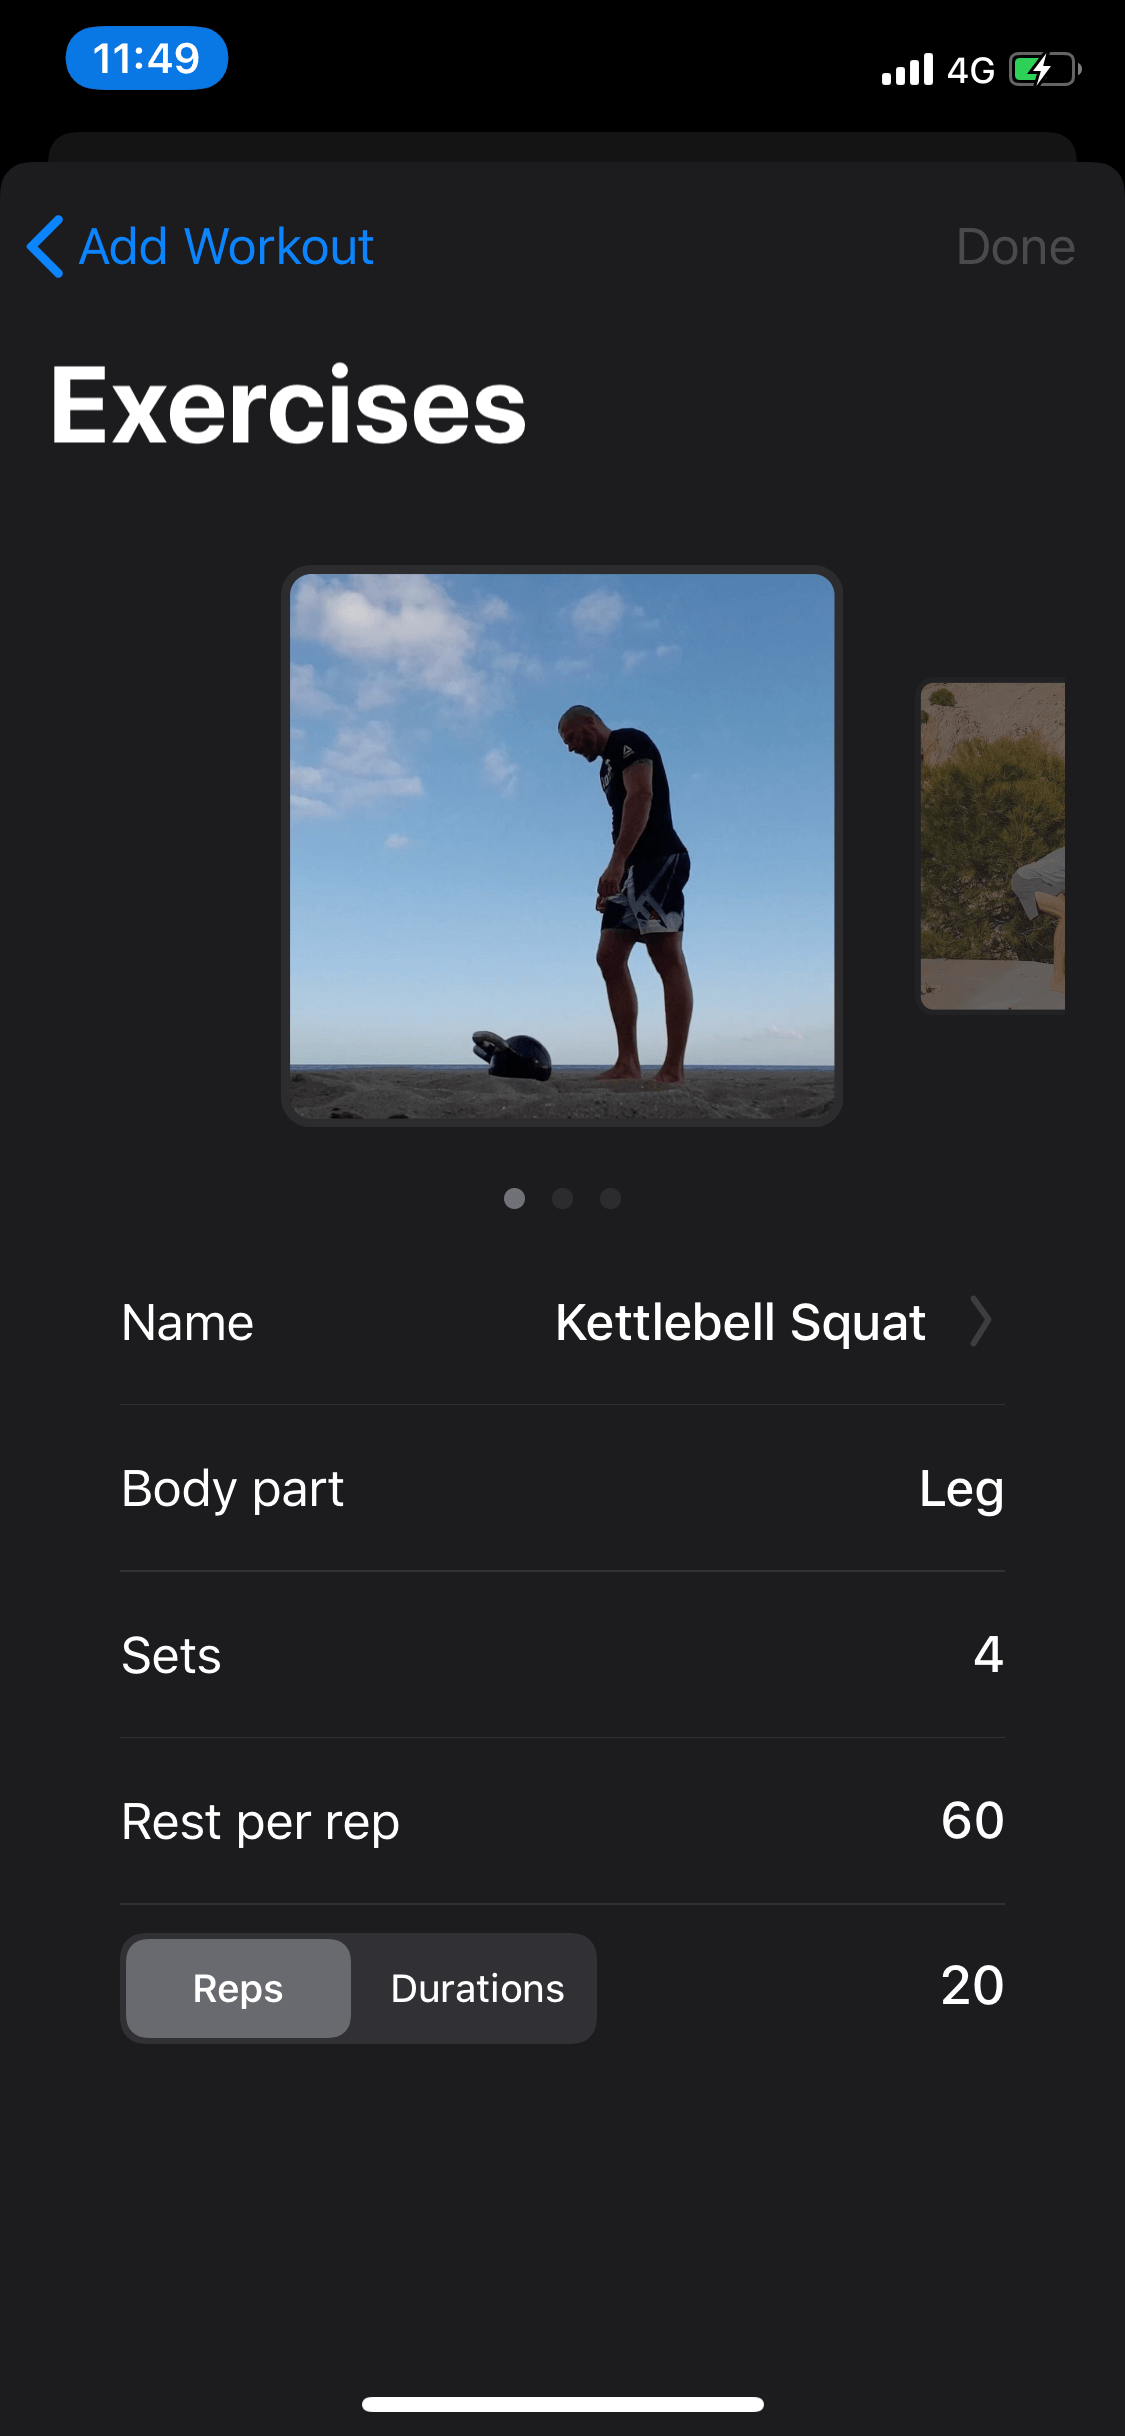 11:49
4G
Add Workout
Done
Exercises
Name
Kettlebell Squat
Body part
Leg
Sets
4
Rest per rep
60
Reps
Durations
20